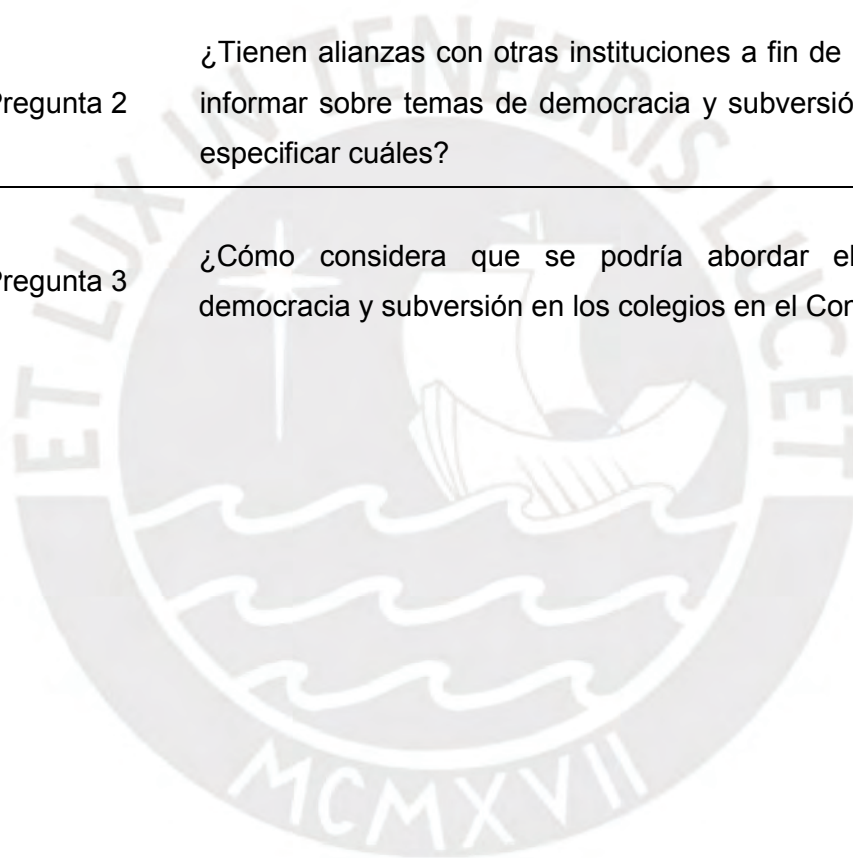 ¿Tienen alianzas con otras instituciones a fin de
Pregunta 2
informar sobre temas de democracia y subversió
especificar cuáles?
¿Cómo considera que se podría abordar el
Pregunta 3
democracia y subversión en los colegios en el Con
ET LUX IN TENEBRIS LUCET
MCMXVII